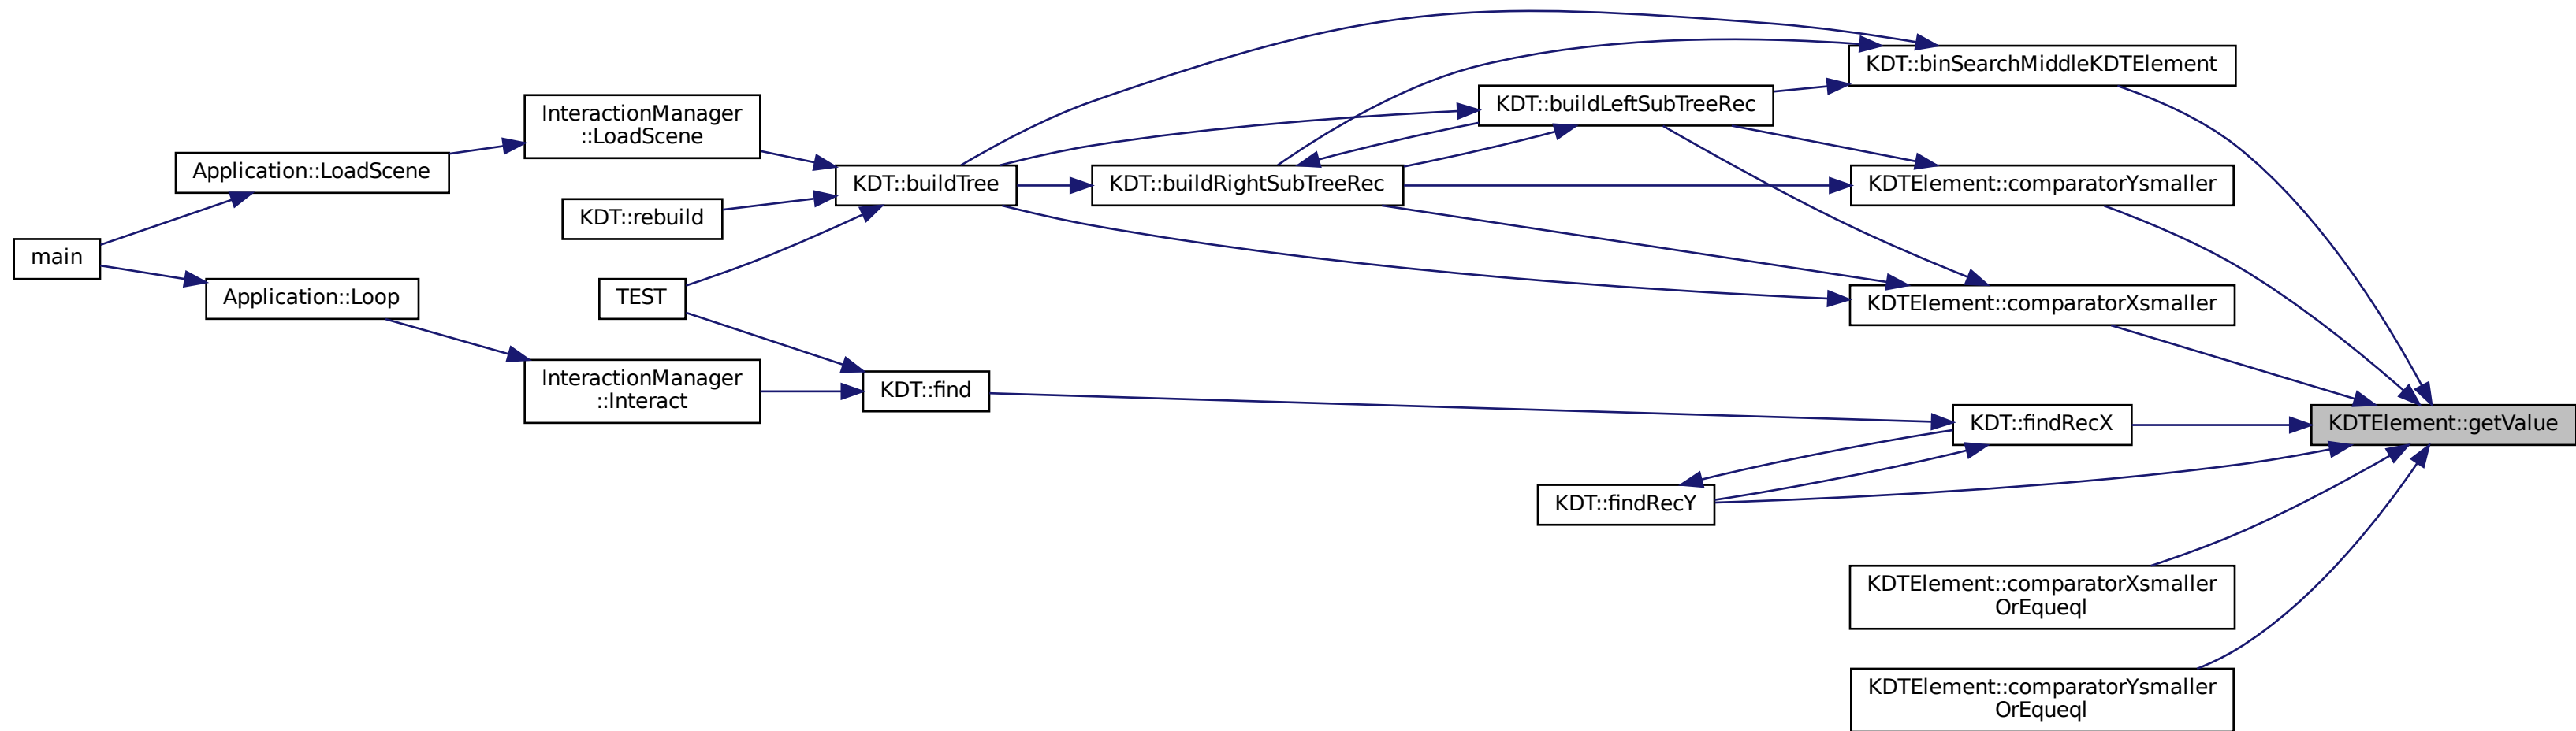 KDT::binSearchMiddleKDTElement
KDT::buildLeftSubTreeRec
InteractionManager
::LoadScene
Application::LoadScene
KDT::buildTree
KDT::buildRightSubTreeRec
KDTElement::comparatorYsmaller
KDT::rebuild
main
Application::Loop
TEST
KDTElement::comparatorXsmaller
InteractionManager
::Interact
KDT::find
KDT::findRecX
KDTElement::getValue
KDT::findRecY
KDTElement::comparatorXsmaller
OrEqueql
KDTElement::comparatorYsmaller
OrEqueql